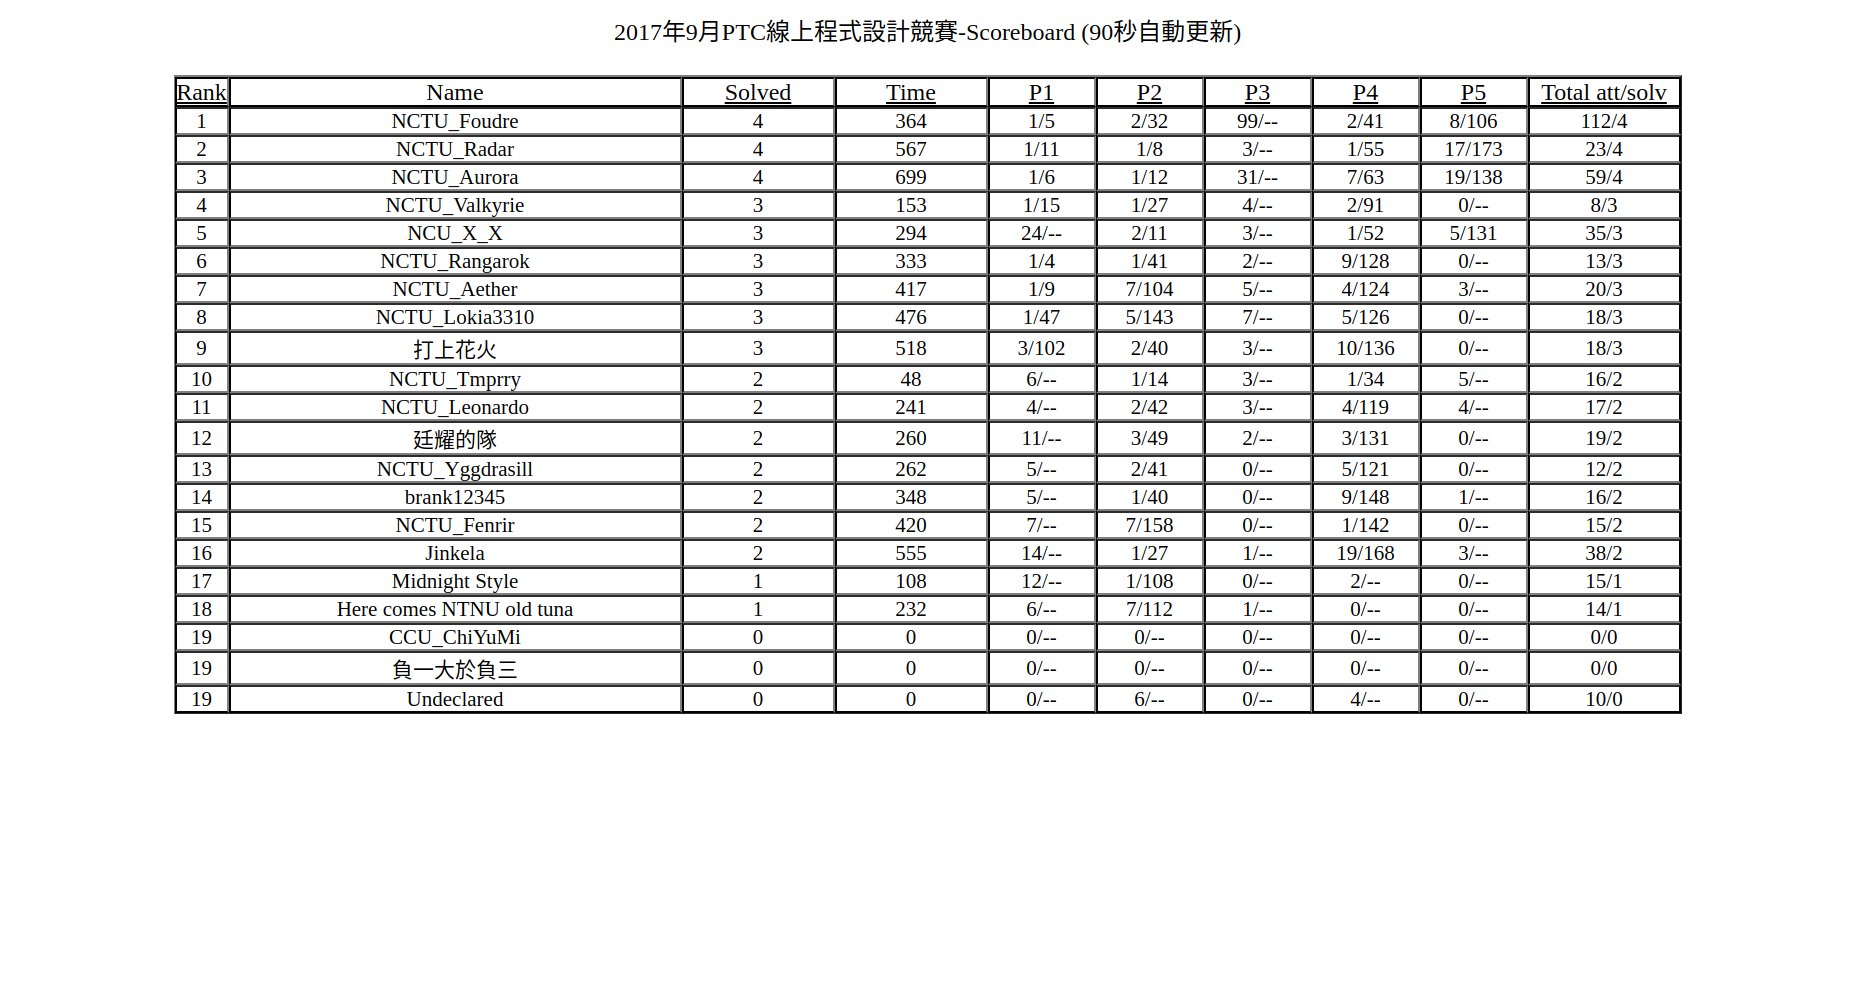 2017年9月PTC線上程式設計競賽-Scoreboard (90秒自動更新)
Rank Name Solved Time P1 P2 P3 P4 P5 Total att/solv
1 NCTU_Foudre 4 364 1/5 2/32 99/-- 2/41 8/106 112/4
2 NCTU_Radar 4 567 1/11 1/8 3/-- 1/55 17/173 23/4
3 NCTU_Aurora 4 699 1/6 1/12 31/-- 7/63 19/138 59/4
4 NCTU_Valkyrie 3 153 1/15 1/27 4/-- 2/91 0/-- 8/3
5 NCU_X_X 3 294 24/-- 2/11 3/-- 1/52 5/131 35/3
6 NCTU_Rangarok 3 333 1/4 1/41 2/-- 9/128 0/-- 13/3
7 NCTU_Aether 3 417 1/9 7/104 5/-- 4/124 3/-- 20/3
8 NCTU_Lokia3310 3 476 1/47 5/143 7/-- 5/126 0/-- 18/3
9 打上花火 3 518 3/102 2/40 3/-- 10/136 0/-- 18/3
10 NCTU_Tmprry 2 48 6/-- 1/14 3/-- 1/34 5/-- 16/2
11 NCTU_Leonardo 2 241 4/-- 2/42 3/-- 4/119 4/-- 17/2
12 廷耀的隊 2 260 11/-- 3/49 2/-- 3/131 0/-- 19/2
13 NCTU_Yggdrasill 2 262 5/-- 2/41 0/-- 5/121 0/-- 12/2
14 brank12345 2 348 5/-- 1/40 0/-- 9/148 1/-- 16/2
15 NCTU_Fenrir 2 420 7/-- 7/158 0/-- 1/142 0/-- 15/2
16 Jinkela 2 555 14/-- 1/27 1/-- 19/168 3/-- 38/2
17 Midnight Style 1 108 12/-- 1/108 0/-- 2/-- 0/-- 15/1
18 Here comes NTNU old tuna 1 232 6/-- 7/112 1/-- 0/-- 0/-- 14/1
19 CCU_ChiYuMi 0 0 0/-- 0/-- 0/-- 0/-- 0/-- 0/0
19 負一大於負三 0 0 0/-- 0/-- 0/-- 0/-- 0/-- 0/0
19 Undeclared 0 0 0/-- 6/-- 0/-- 4/-- 0/-- 10/0